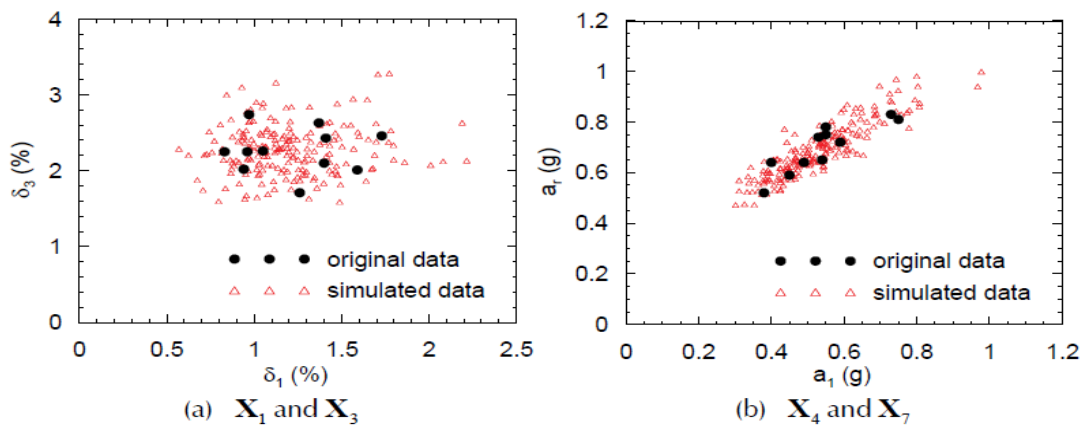 4
3
2
1
0
δ3 (%)
0 0.5 1 1.5 2 2.5
δ1 (%)
original data
simulated data
(a) X1 and X3
1.2
1
0.8
0.6
0.4
0.2
0
ar (g)
0 0.2 0.4 0.6 0.8 1 1.2
a1 (g)
original data
simulated data
(b) X4 and X7